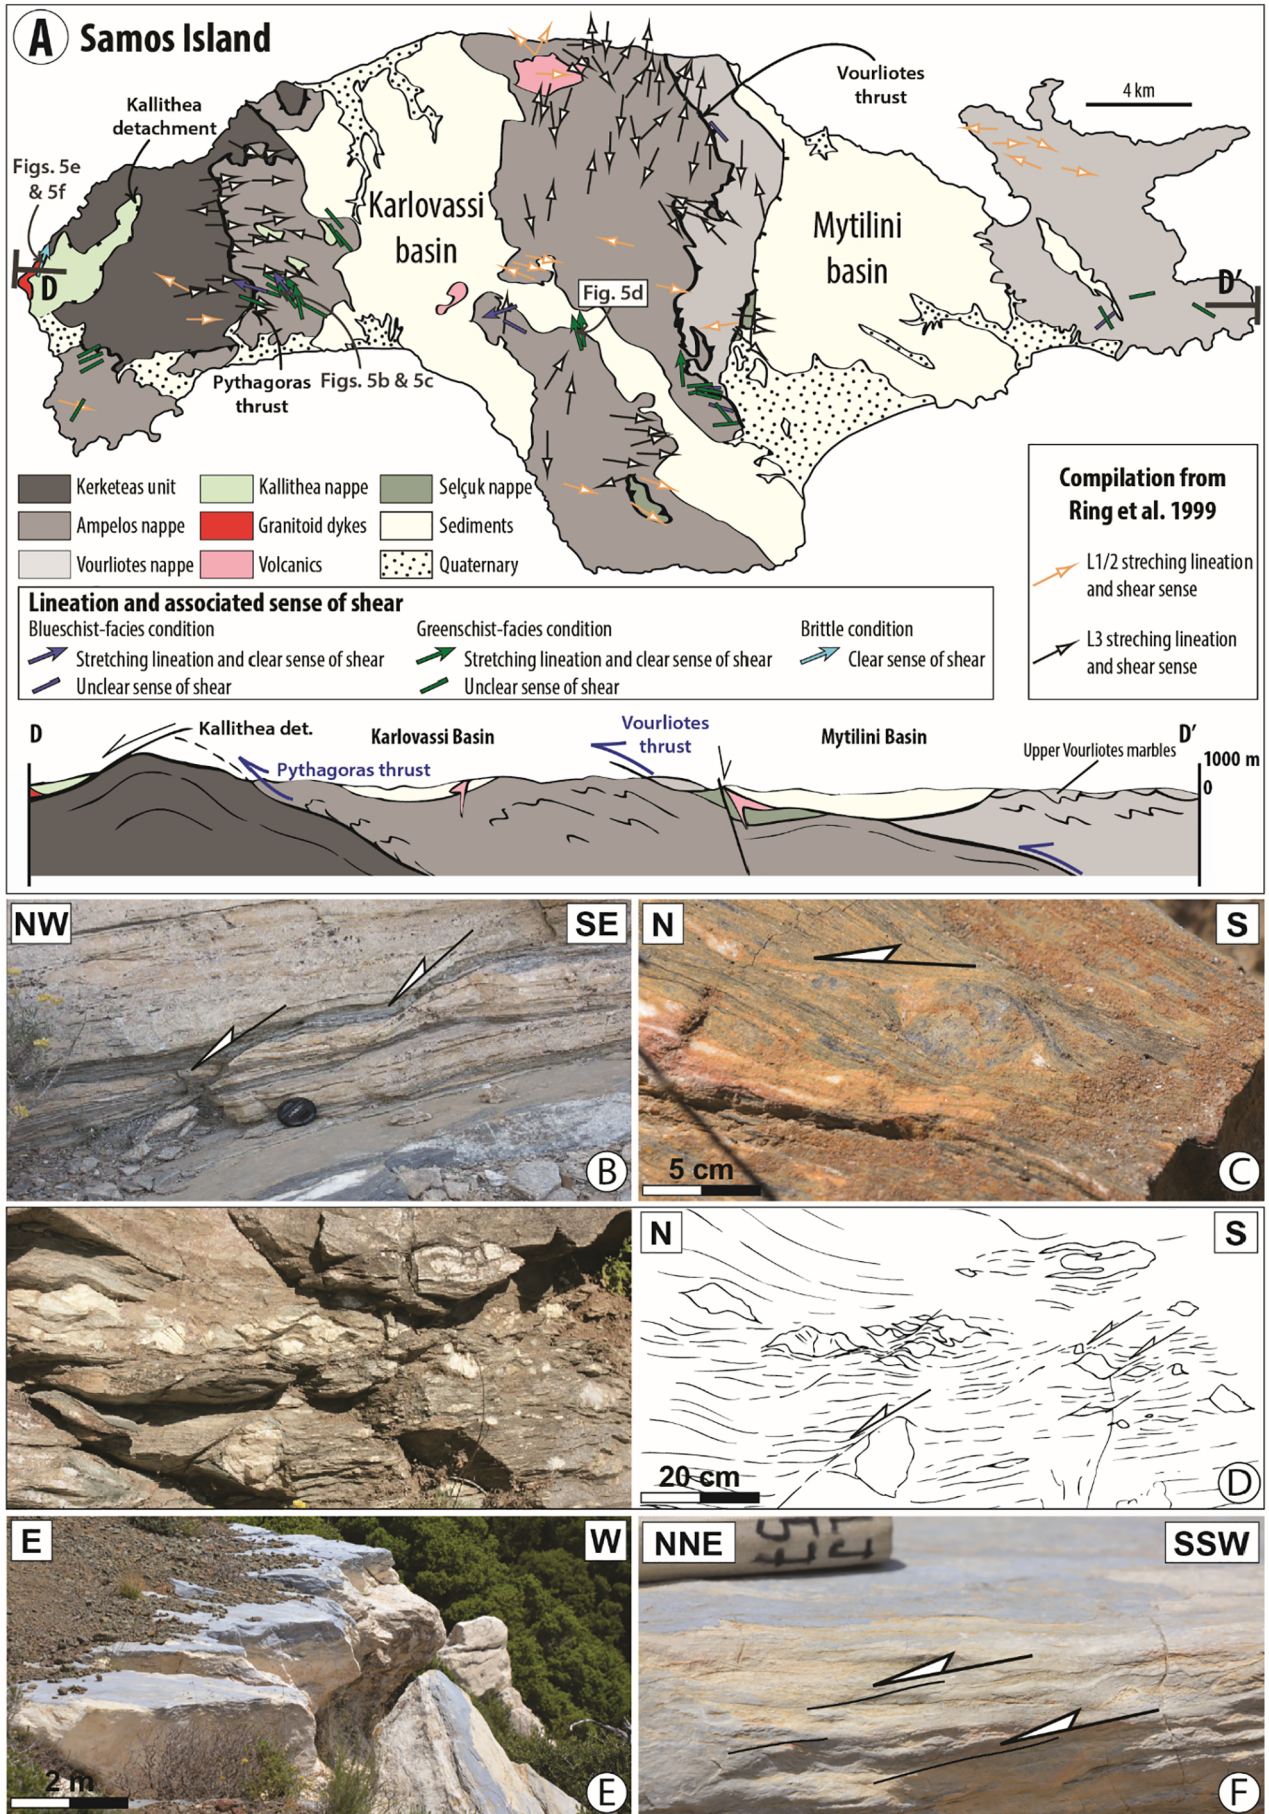 A Samos Island
Vourliotes
thrust
4 km
Kallithea
detachment
Figs. 5e
& 5f
Karlovassi
basin
Mytilini
basin
D
D'
Fig. 5d
Pythagoras
thrust
Figs. 5b & 5c
Kerketeas unit
Kallithea nappe
Selçuk nappe
Ampelos nappe
Granitoid dykes
Sediments
Vourliotes nappe
Volcanics
Quaternary
Compilation from
Ring et al. 1999
L1/2 streching lineation
and shear sense
L3 streching lineation
and shear sense
Lineation and associated sense of shear
Blueschist-facies condition
Stretching lineation and clear sense of shear
Unclear sense of shear
Greenschist-facies condition
Stretching lineation and clear sense of shear
Unclear sense of shear
Brittle condition
Clear sense of shear
D
Kallithea det.
Karlovassi Basin
Vourliotes
thrust
Mytilini Basin
Upper Vourliotes marbles
D'
1000 m
0
Pythagoras thrust
NW
SE
B
N
S
5 cm
C
N
S
20 cm
D
E
W
2 m
E
NNE
SSW
F